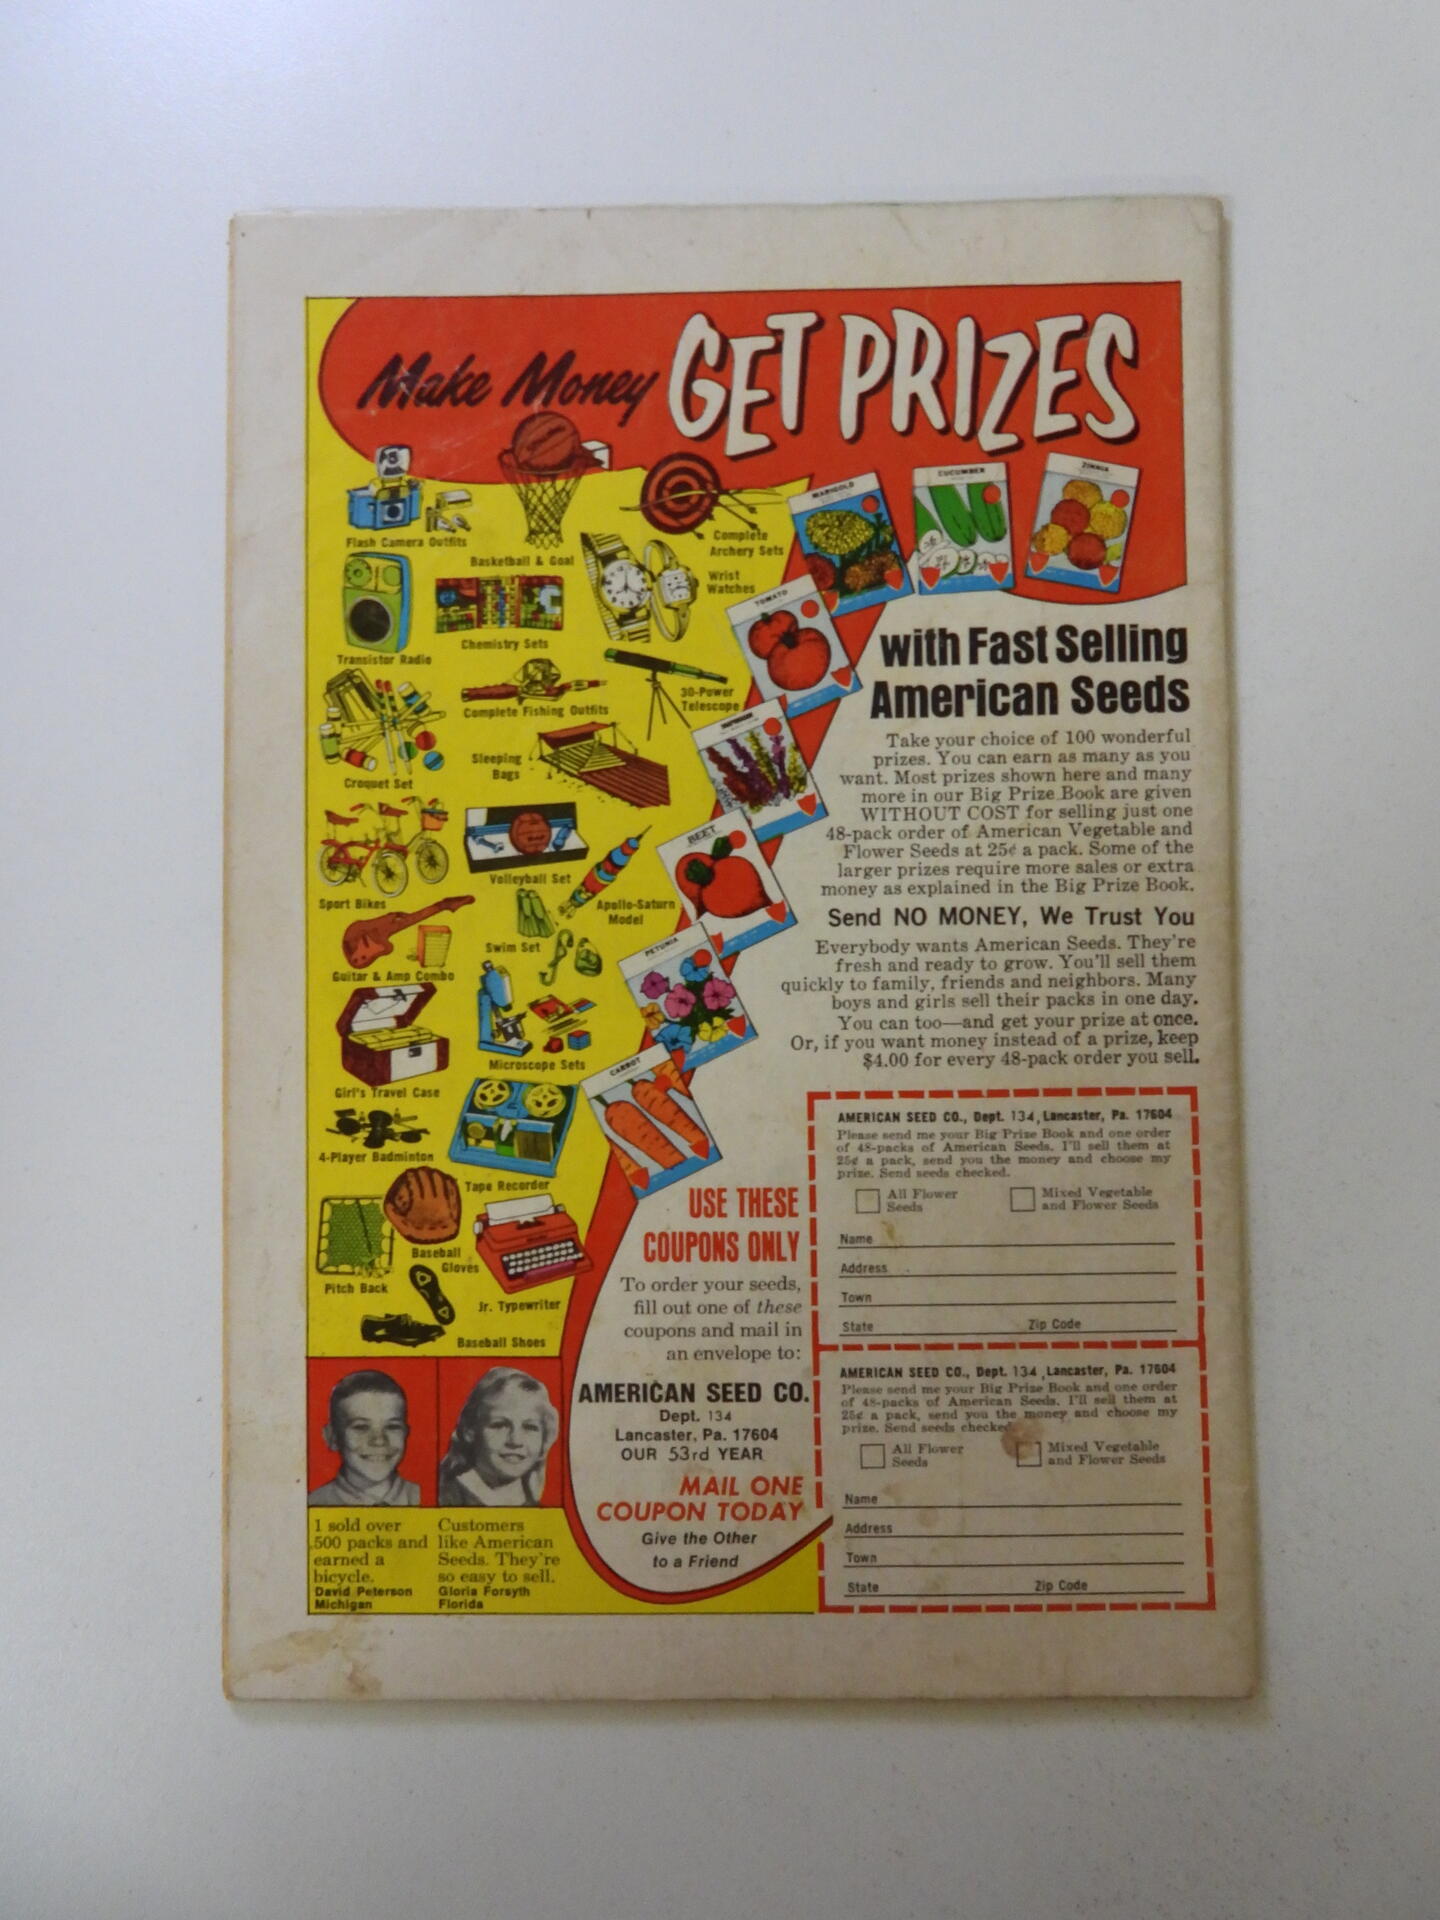 Make Money GET PRIZES
MARIGOLD
CUCUMBER
ZINNIA
TOMATO
BEET
PETUNIA
CARROT
Flash Camera Outfits
Basketball & Goal
Complete
Archery Sets
Wrist
Watches
Transistor Radio
Chemistry Sets
30-Power
Telescope
Complete Fishing Outfits
Croquet Set
Sleeping
Bags
Sport Bikes
Volleyball Set
Apollo-Saturn
Model
Guitar & Amp Combo
Swim Set
Girl's Travel Case
Microscope Sets
4-Player Badminton
Tape Recorder
Pitch Back
Baseball
Gloves
Jr. Typewriter
Baseball Shoes
with Fast Selling
American Seeds
Take your choice of 100 wonderful
prizes. You can earn as many as you
want. Most prizes shown here and many
more in our Big Prize Book are given
WITHOUT COST for selling just one
48-pack order of American Vegetable and
Flower Seeds at 25¢ a pack. Some of the
larger prizes require more sales or extra
money as explained in the Big Prize Book.
Send NO MONEY, We Trust You
Everybody wants American Seeds. They're
fresh and ready to grow. You'll sell them
quickly to family, friends and neighbors. Many
boys and girls sell their packs in one day.
You can too—and get your prize at once.
Or, if you want money instead of a prize, keep
$4.00 for every 48-pack order you sell.
USE THESE
COUPONS ONLY
To order your seeds,
fill out one of these
coupons and mail in
an envelope to:
AMERICAN SEED CO.
Dept. 134
Lancaster, Pa. 17604
OUR 53rd YEAR
MAIL ONE
COUPON TODAY
Give the Other
to a Friend
AMERICAN SEED CO., Dept. 134, Lancaster, Pa. 17604
Please send me your Big Prize Book and one order
of 48-packs of American Seeds. I'll sell them at
25¢ a pack, send you the money and choose my
prize. Send seeds checked.
All Flower
Seeds
Mixed Vegetable
and Flower Seeds
Name
Address
Town
State Zip Code
AMERICAN SEED CO., Dept. 134, Lancaster, Pa. 17604
Please send me your Big Prize Book and one order
of 48-packs of American Seeds. I'll sell them at
25¢ a pack, send you the money and choose my
prize. Send seeds checked
All Flower
Seeds
Mixed Vegetable
and Flower Seeds
Name
Address
Town
State Zip Code
I sold over
500 packs and
earned a
bicycle.
David Peterson
Michigan
Customers
like American
Seeds. They're
so easy to sell.
Gloria Forsyth
Florida